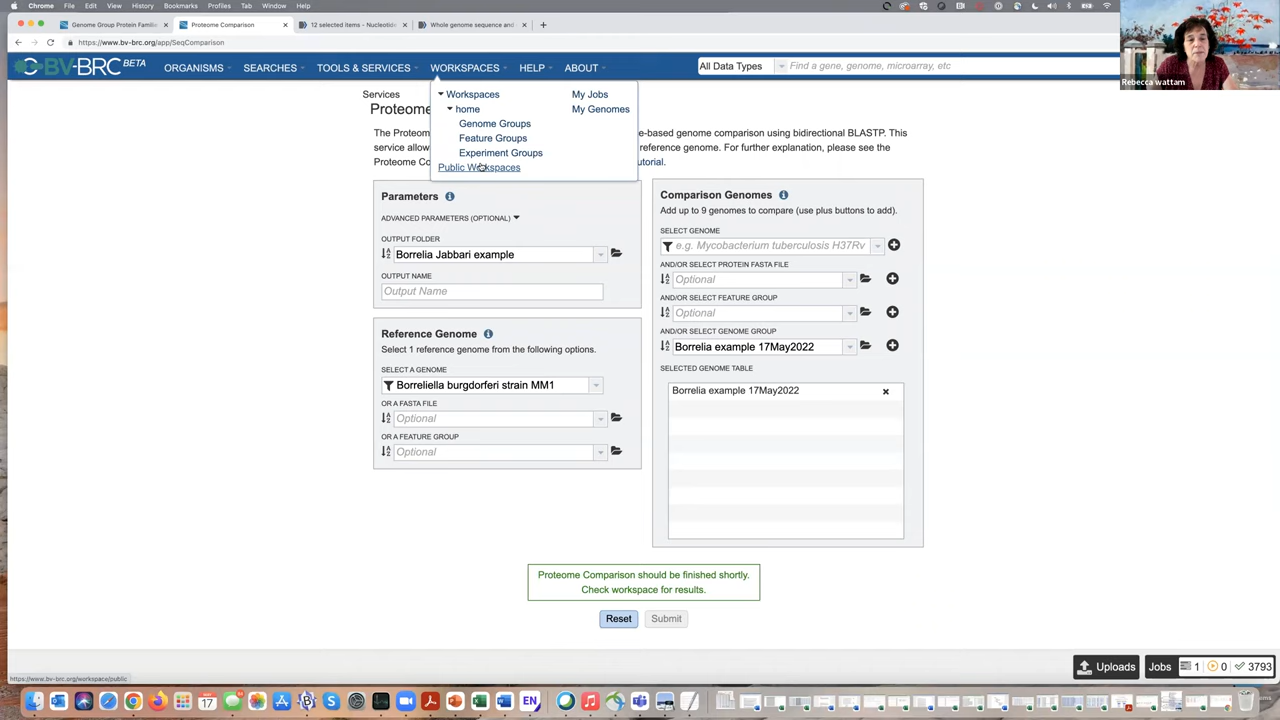 Chrome File Edit View History Bookmarks Profiles Tab Window Help
Genome Group Protein Familie
Proteome Comparison
12 selected items - Nucleotide
Whole genome sequence and
https://www.bv-brc.org/app/SeqComparison
BV-BRC BETA
ORGANISMS SEARCHES TOOLS & SERVICES WORKSPACES HELP ABOUT
All Data Types Find a gene, genome, microarray, etc
Rebecca wattam
Services
Workspaces My Jobs
home My Genomes
Genome Groups
Feature Groups
Experiment Groups
Public Workspaces
Proteome
The Proteom e-based genome comparison using bidirectional BLASTP. This
service allow reference genome. For further explanation, please see the
Proteome Co utorial.
Parameters
ADVANCED PARAMETERS (OPTIONAL)
OUTPUT FOLDER
Borrelia Jabbari example
OUTPUT NAME
Output Name
Reference Genome
Select 1 reference genome from the following options.
SELECT A GENOME
Borreliella burgdorferi strain MM1
OR A FASTA FILE
Optional
OR A FEATURE GROUP
Optional
Comparison Genomes
Add up to 9 genomes to compare (use plus buttons to add).
SELECT GENOME
e.g. Mycobacterium tuberculosis H37Rv
AND/OR SELECT PROTEIN FASTA FILE
Optional
AND/OR SELECT FEATURE GROUP
Optional
AND/OR SELECT GENOME GROUP
Borrelia example 17May2022
SELECTED GENOME TABLE
Borrelia example 17May2022
Proteome Comparison should be finished shortly.
Check workspace for results.
Reset Submit
Uploads Jobs 1 0 3793
https://www.bv-brc.org/workspace/public
17
EN